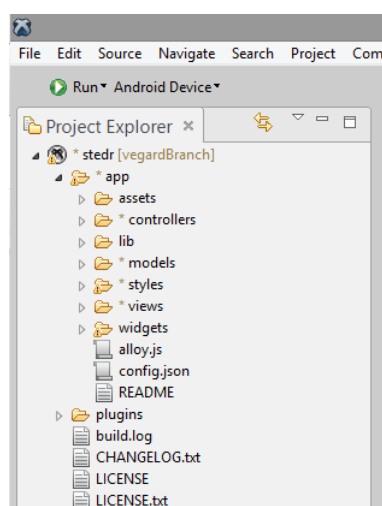 File Edit Source Navigate Search Project Com
Run Android Device
Project Explorer
* stedr [vegardBranch]
* app
assets
* controllers
lib
* models
* styles
* views
widgets
alloy.js
config.json
README
plugins
build.log
CHANGELOG.txt
LICENSE
LICENSE.txt